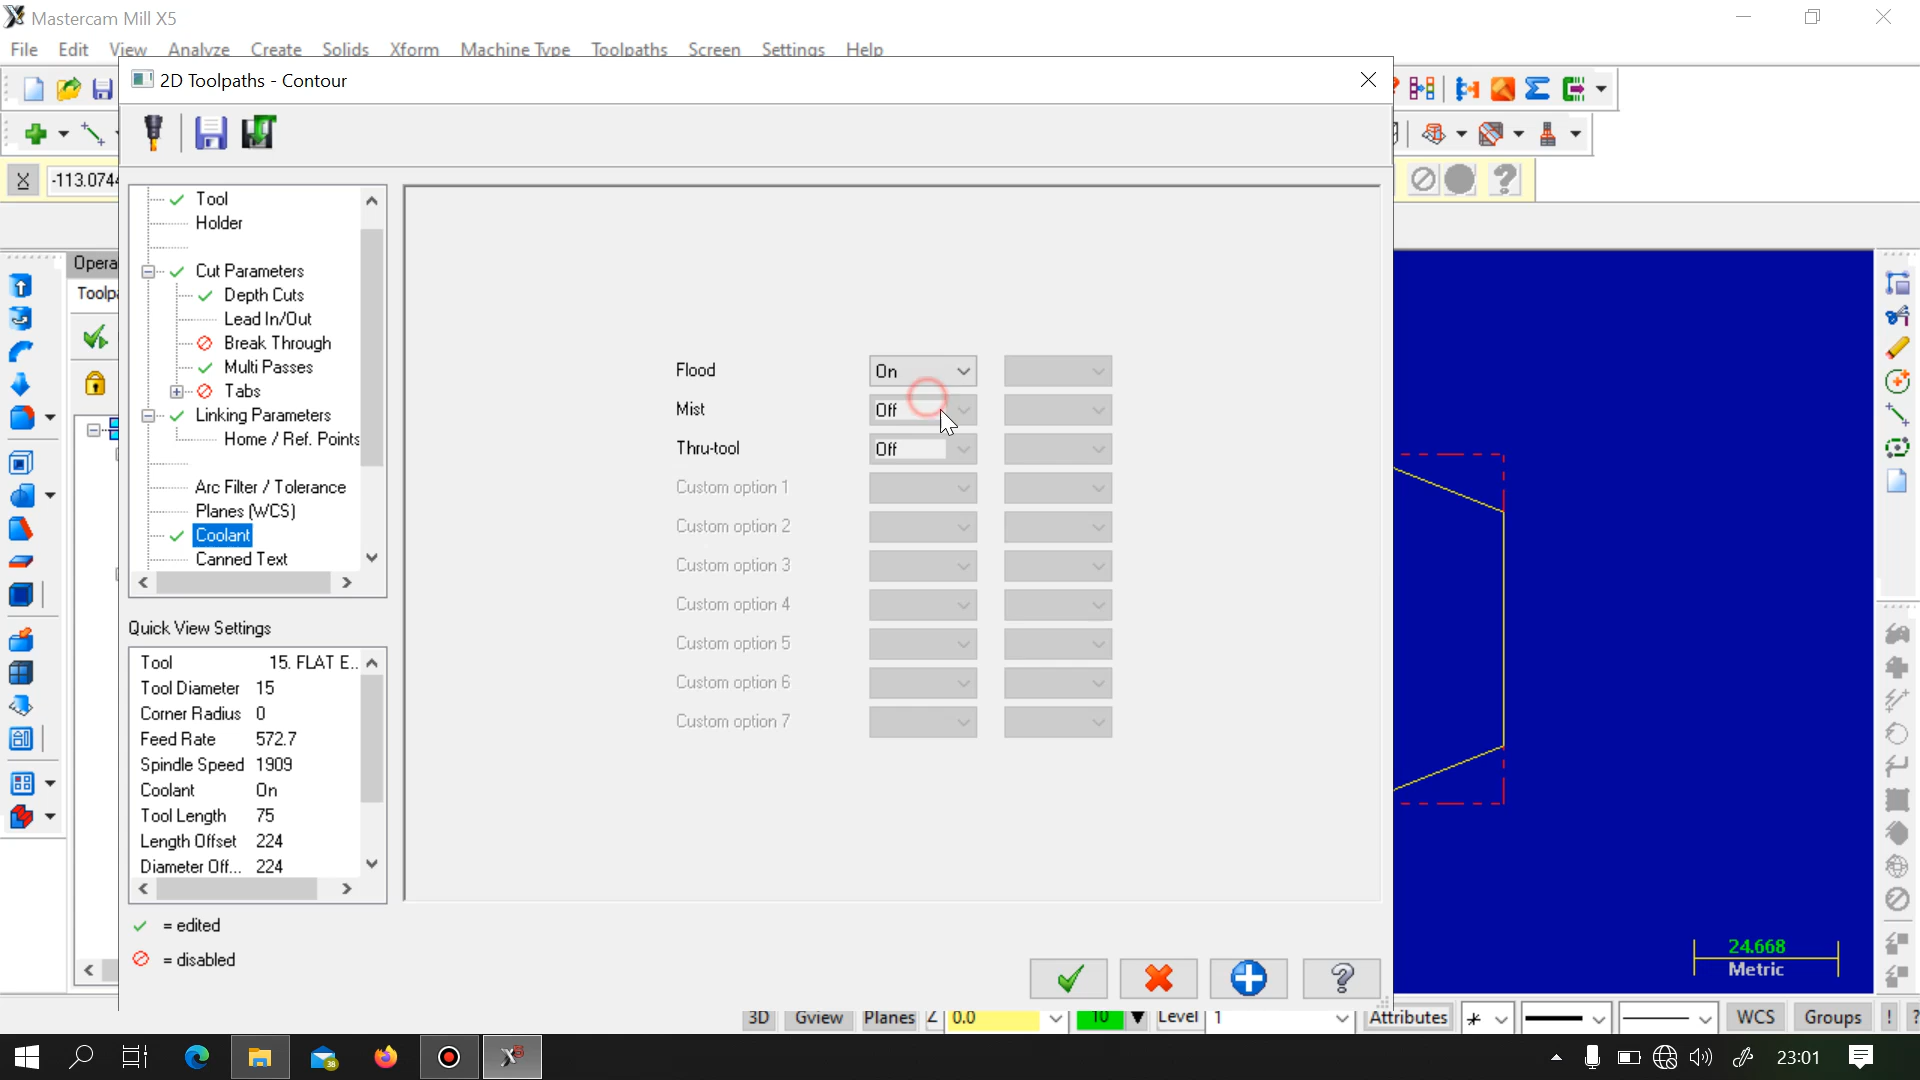 Mastercam Mill X5
File Edit View Analyze Create Solids Xform Machine Type Toolpaths Screen Settings Help
2D Toolpaths - Contour
-113.0744
Opera
Toolpa
Tool
Holder
Cut Parameters
Depth Cuts
Lead In/Out
Break Through
Multi Passes
Tabs
Linking Parameters
Home / Ref. Points
Arc Filter / Tolerance
Planes (WCS)
Coolant
Canned Text
Flood On
Mist Off
Thru-tool Off
Custom option 1
Custom option 2
Custom option 3
Custom option 4
Custom option 5
Custom option 6
Custom option 7
Quick View Settings
Tool 15. FLAT E..
Tool Diameter 15
Corner Radius 0
Feed Rate 572.7
Spindle Speed 1909
Coolant On
Tool Length 75
Length Offset 224
Diameter Off... 224
= edited
= disabled
24.668
Metric
3D Gview Planes Z 0.0 10 Level 1 Attributes WCS Groups ! ?
38
23:01